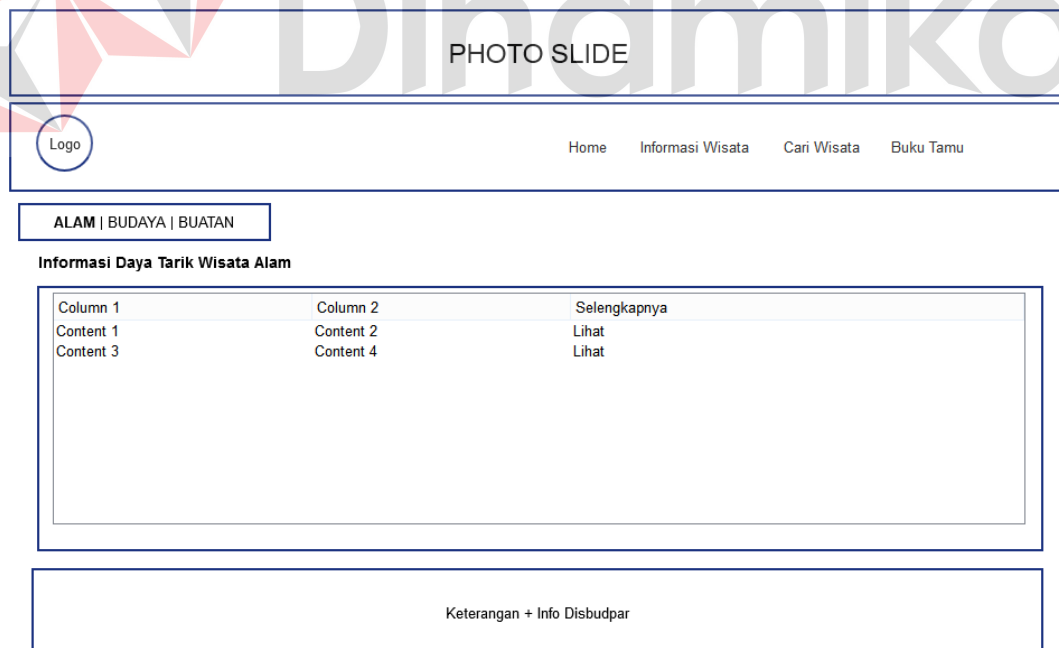 Dinamika
PHOTO SLIDE
Logo
Home Informasi Wisata Cari Wisata Buku Tamu
ALAM | BUDAYA | BUATAN
Informasi Daya Tarik Wisata Alam
Column 1 Column 2 Selengkapnya
Content 1 Content 2 Lihat
Content 3 Content 4 Lihat
Keterangan + Info Disbudpar